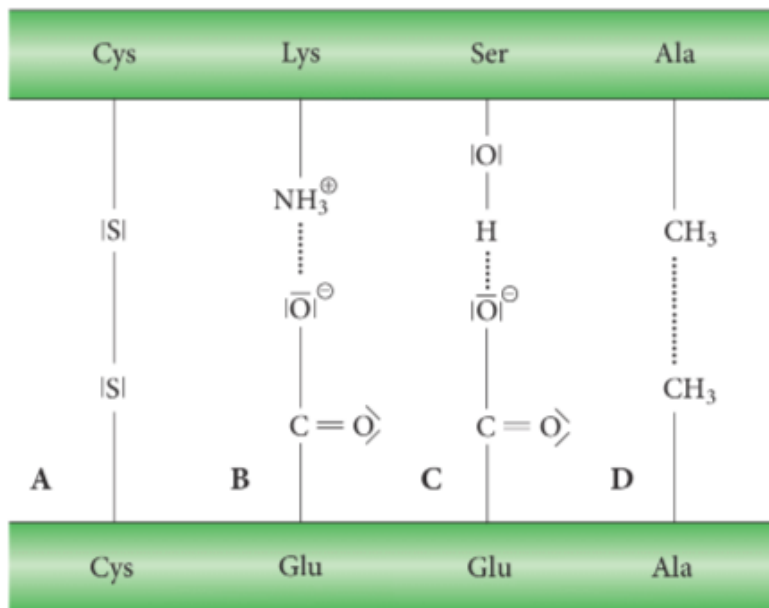 Cys Lys Ser Ala
|O|
NH₃⊕
|S| H CH₃
|O̅|⊖ |O̅|⊖
|S| CH₃
C=O C=O
A B C D
Cys Glu Glu Ala